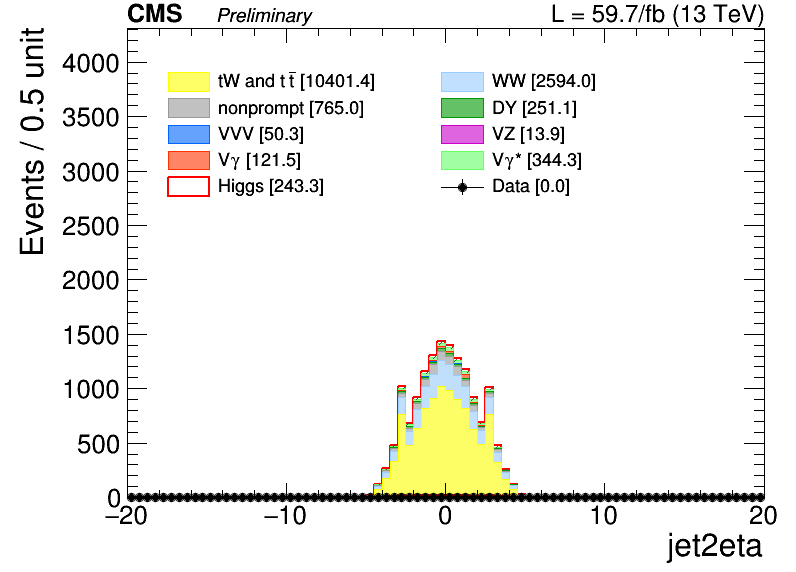 CMS Preliminary L = 59.7/fb (13 TeV)
Events / 0.5 unit
4000
3500
3000
2500
2000
1500
1000
500
0
tW and t t̄ [10401.4] WW [2594.0]
nonprompt [765.0] DY [251.1]
VVV [50.3] VZ [13.9]
Vγ [121.5] Vγ* [344.3]
Higgs [243.3] Data [0.0]
−20 −10 0 10 20
jet2eta